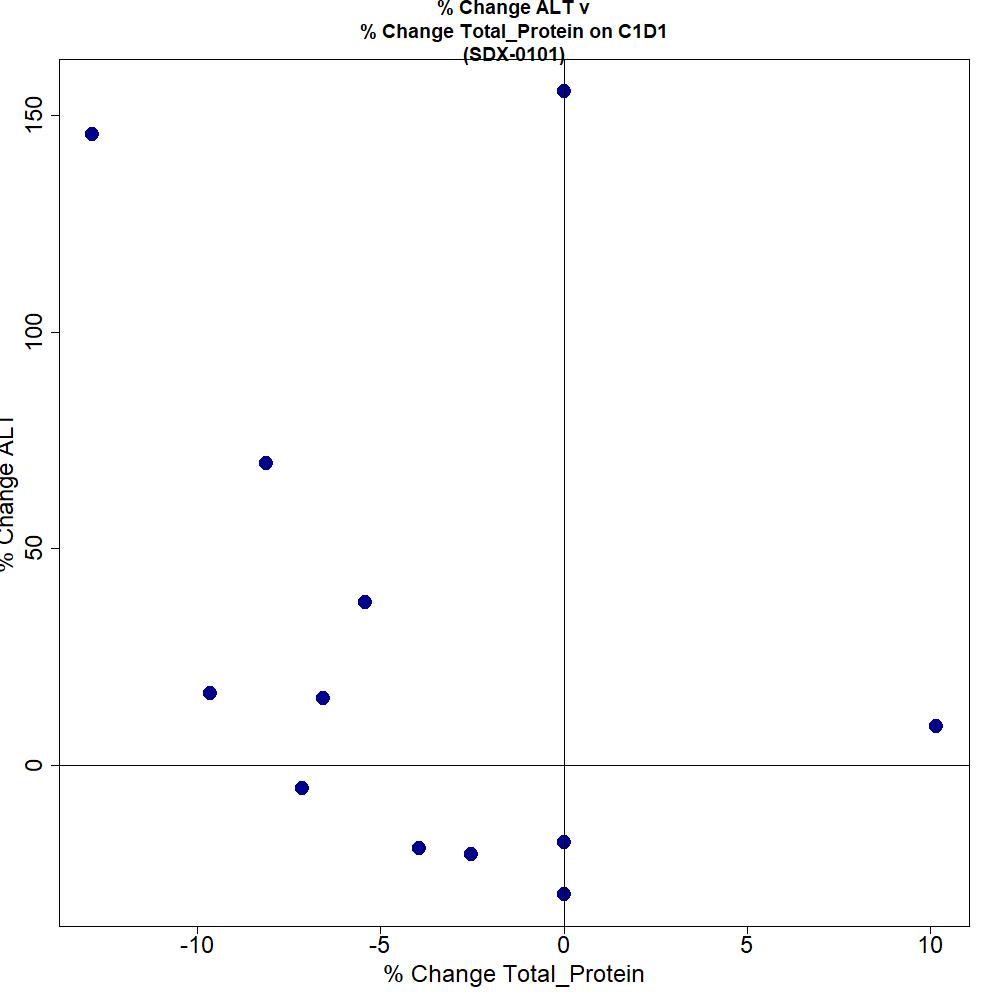 % Change ALT v
% Change Total_Protein on C1D1
(SDX-0101)
% Change ALT
150
100
50
0
-10
-5
0
5
10
% Change Total_Protein